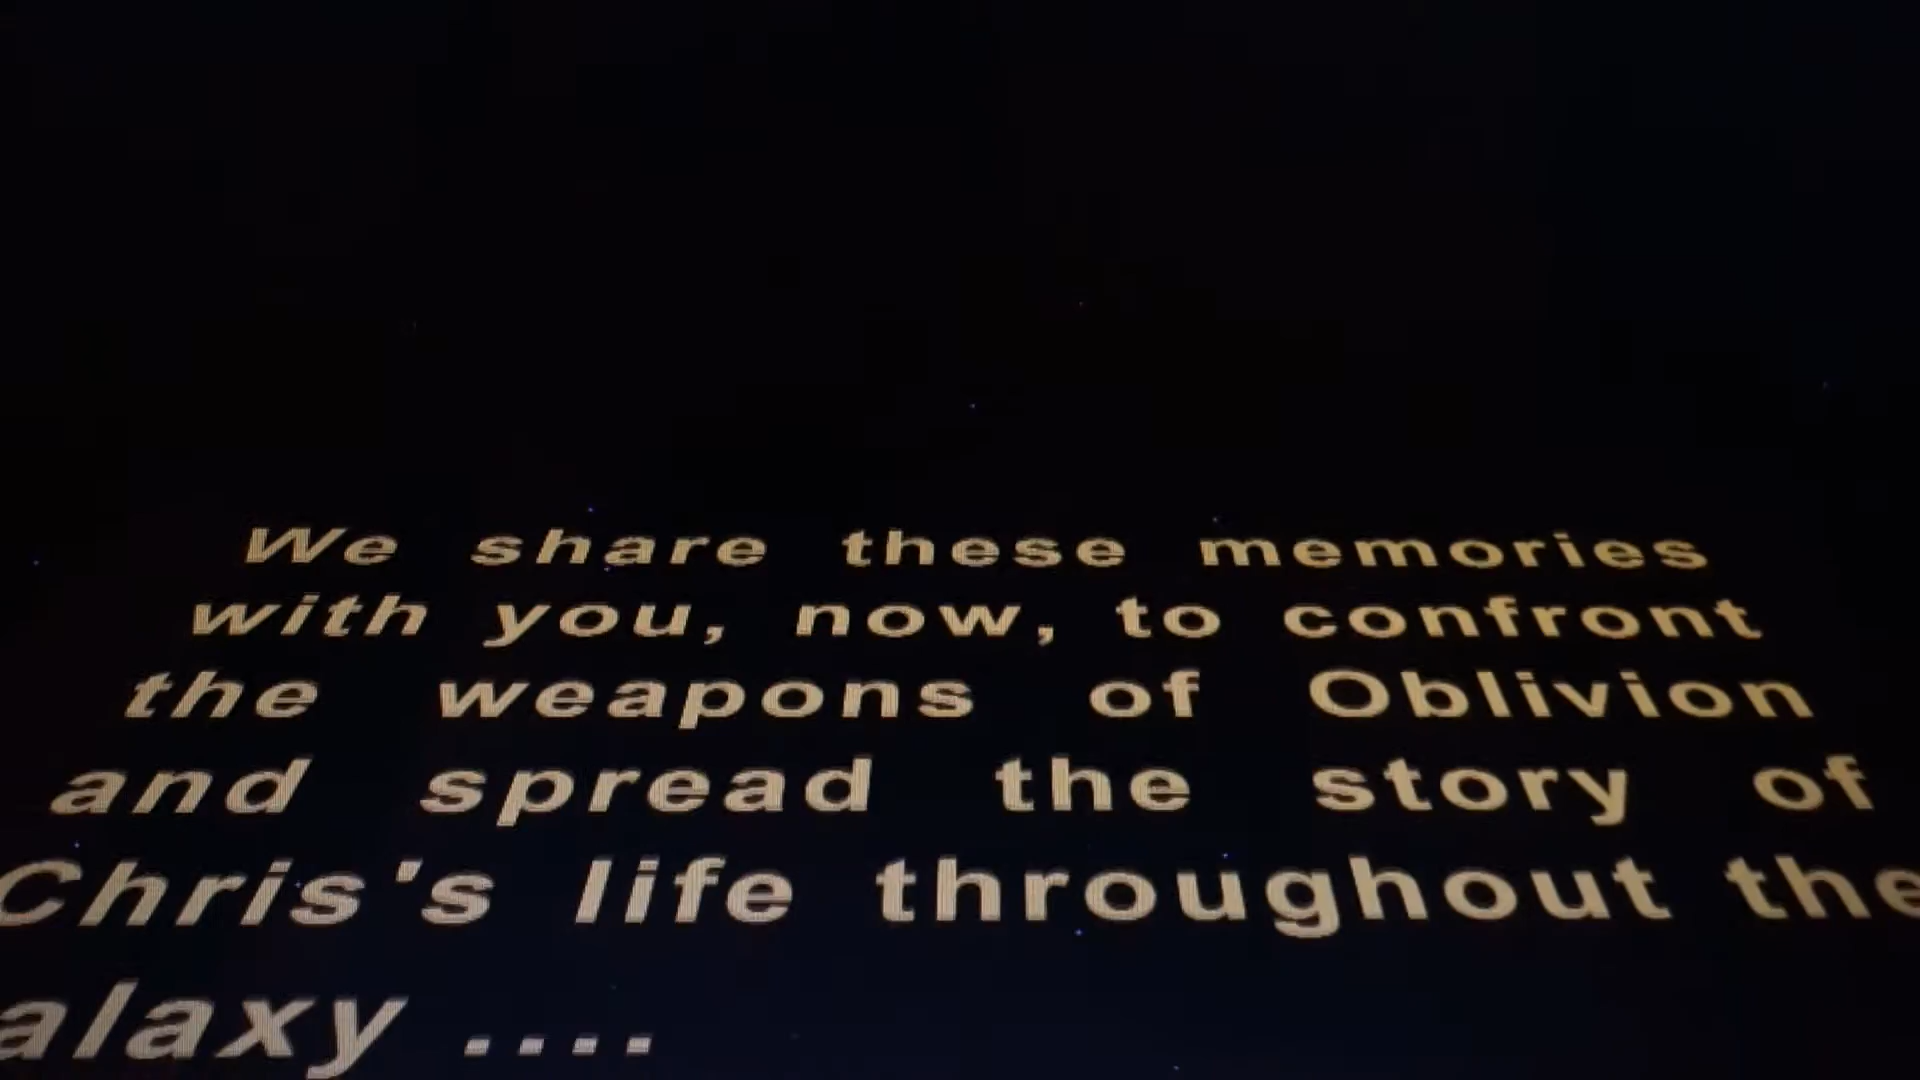 We share these memories
with you, now, to confront
the weapons of Oblivion
and spread the story of
Chris's life throughout the
alaxy ....